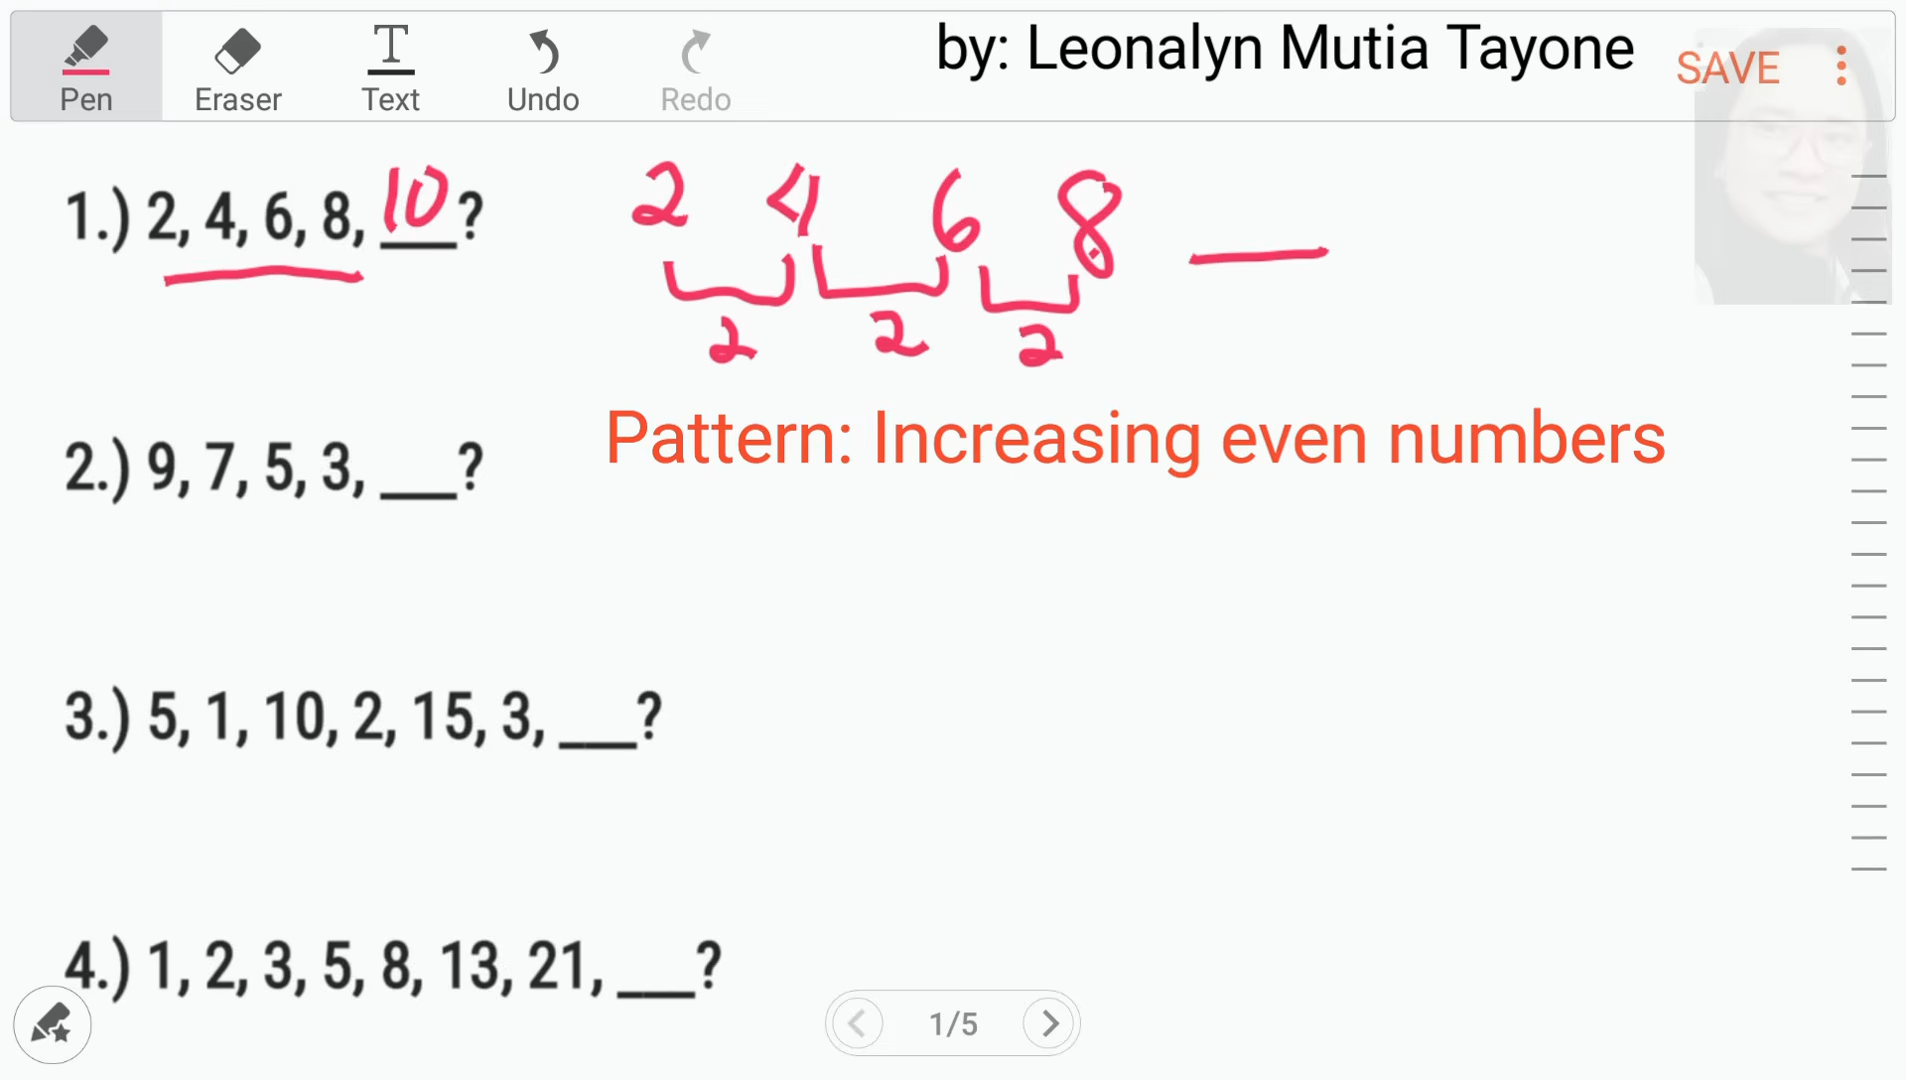 by: Leonalyn Mutia Tayone
SAVE
Pen
Eraser
Text
Undo
Redo
1.) 2, 4, 6, 8, 10 ?
2 4 6 8 ___
2 2 2
Pattern: Increasing even numbers
2.) 9, 7, 5, 3, ___?
3.) 5, 1, 10, 2, 15, 3, ___?
4.) 1, 2, 3, 5, 8, 13, 21, ___?
1/5